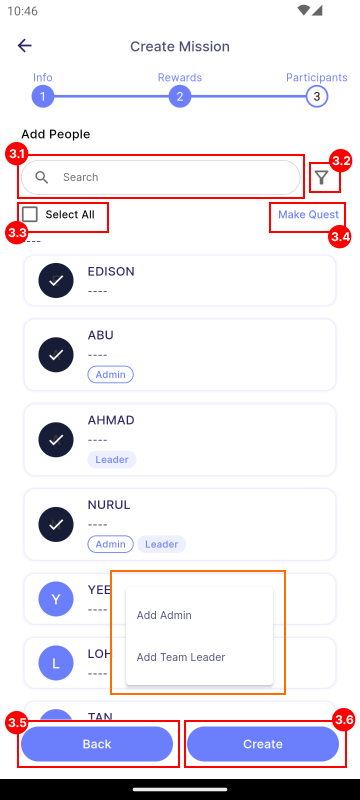 10:46
Create Mission
Info
Rewards
Participants
1
2
3
Add People
3.1
3.2
Search
Select All
Make Quest
3.3
3.4
----
EDISON
----
ABU
----
Admin
AHMAD
----
Leader
NURUL
----
Admin Leader
Y
YEE
----
Add Admin
L
LOH
----
Add Team Leader
TAN
3.5
3.6
Back
Create